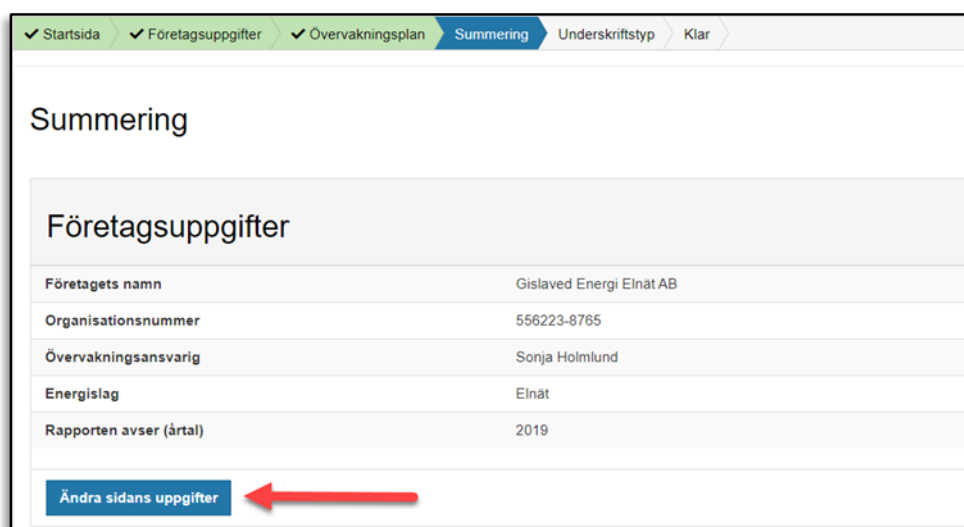 Startsida Företagsuppgifter Övervakningsplan Summering Underskriftstyp Klar
Summering
Företagsuppgifter
Företagets namn Gislaved Energi Elnät AB
Organisationsnummer 556223-8765
Övervakningsansvarig Sonja Holmlund
Energislag Elnät
Rapporten avser (årtal) 2019
Ändra sidans uppgifter